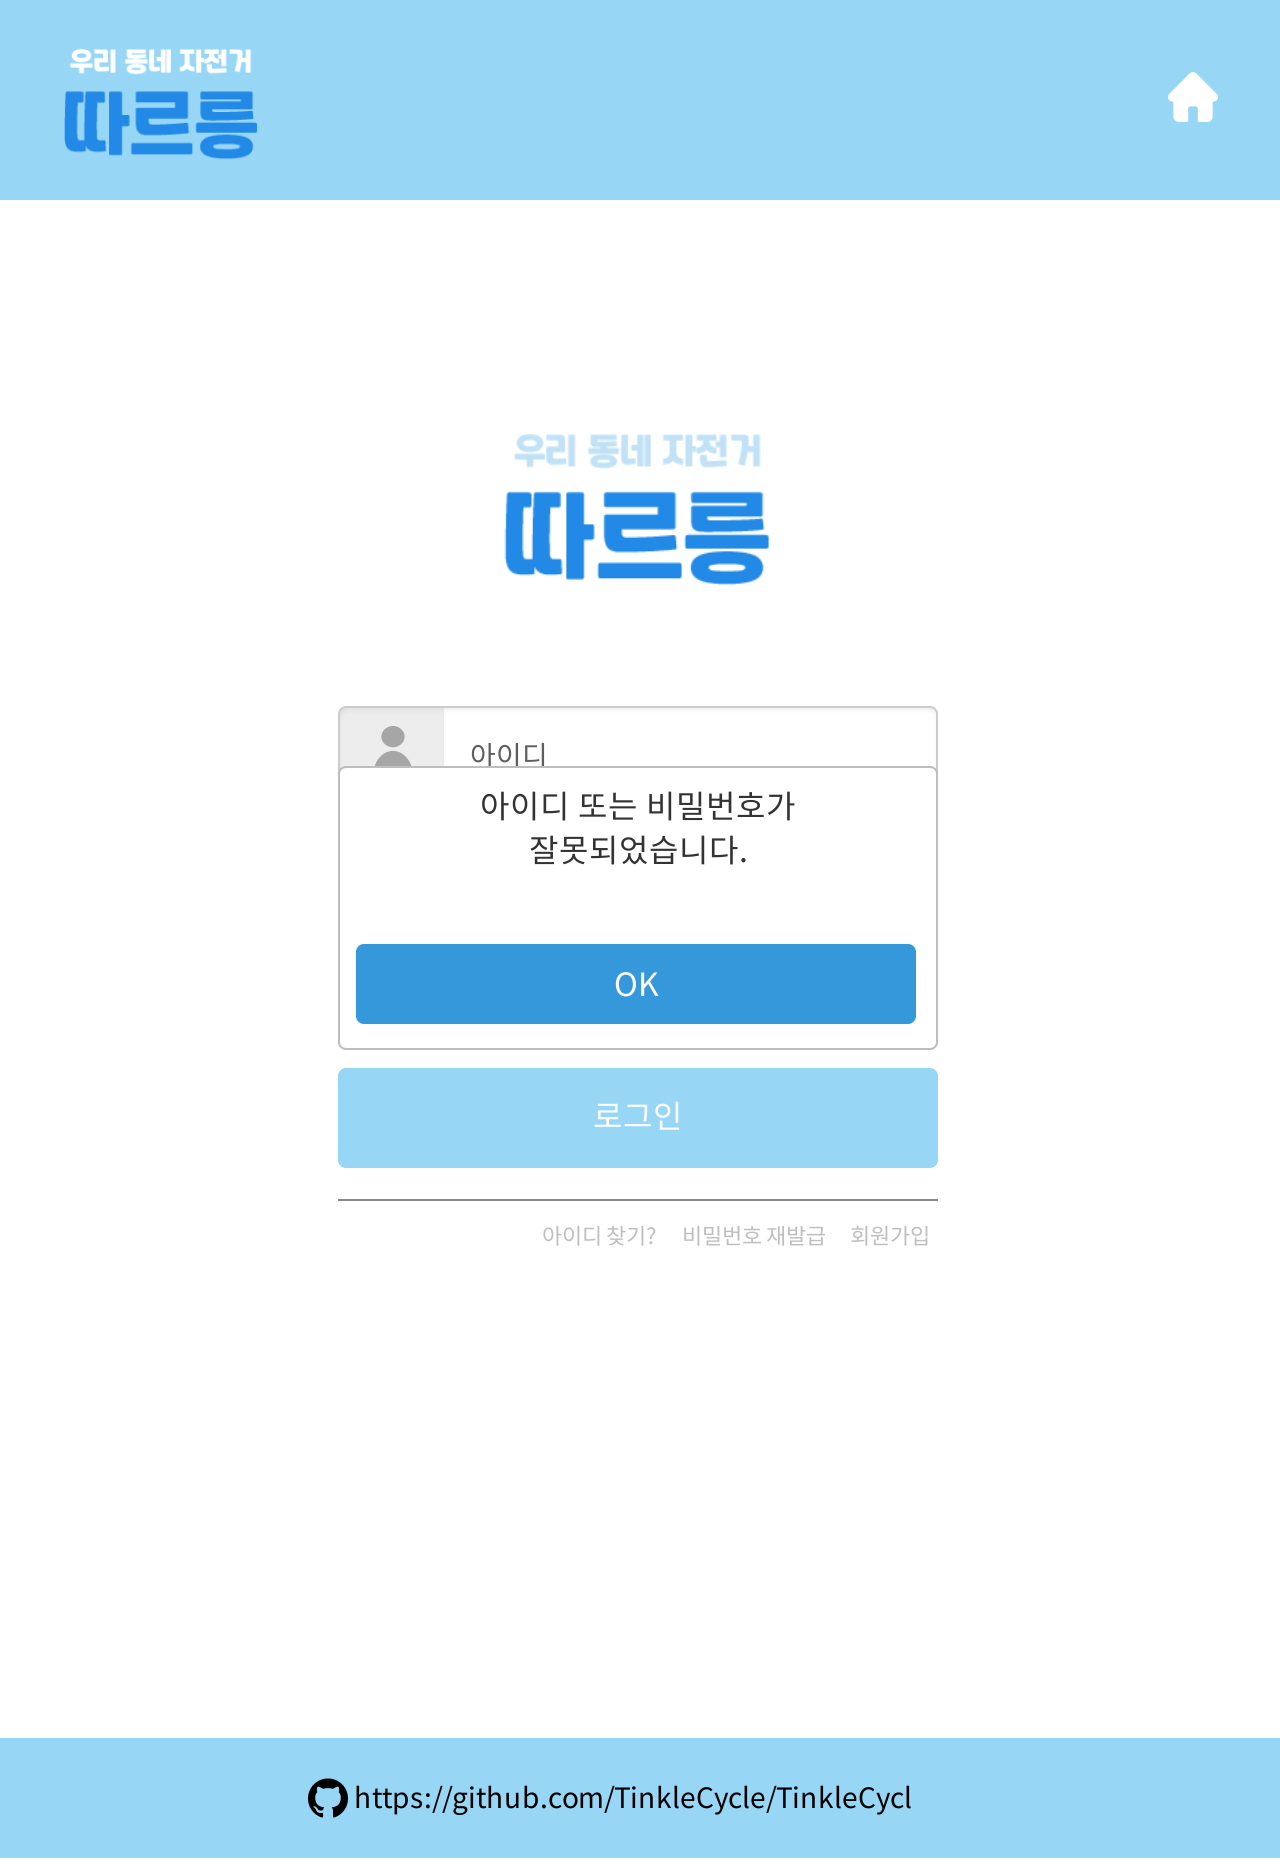 우리 동네 자전거
따르릉
우리 동네 자전거
따르릉
아이디
아이디 또는 비밀번호가
잘못되었습니다.
OK
로그인
아이디 찾기? 비밀번호 재발급 회원가입
https://github.com/TinkleCycle/TinkleCycl